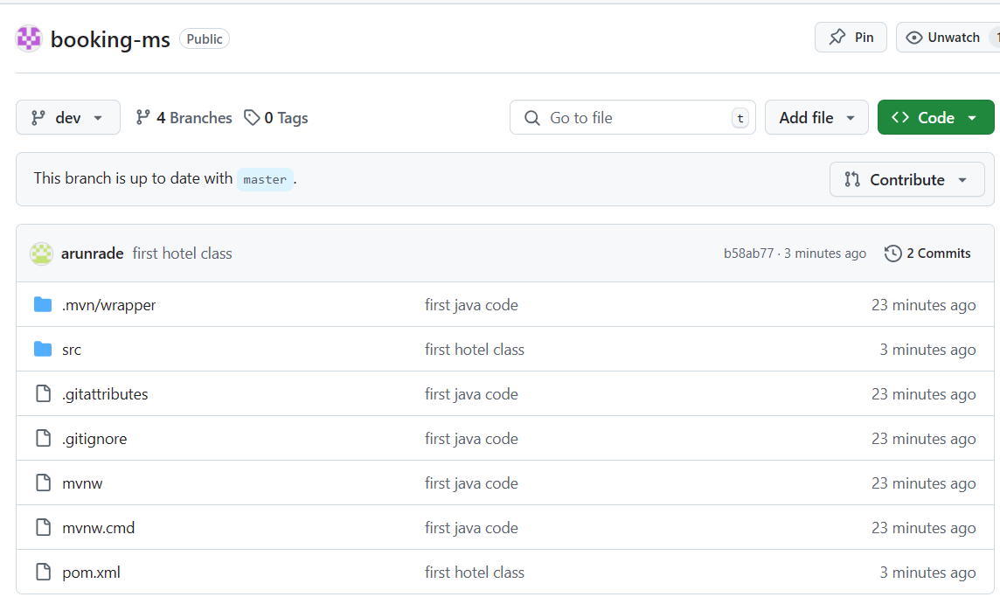 booking-ms Public Pin Unwatch 1
dev 4 Branches 0 Tags Go to file t Add file Code
This branch is up to date with master . Contribute
arunrade first hotel class b58ab77 · 3 minutes ago 2 Commits
.mvn/wrapper first java code 23 minutes ago
src first hotel class 3 minutes ago
.gitattributes first java code 23 minutes ago
.gitignore first java code 23 minutes ago
mvnw first java code 23 minutes ago
mvnw.cmd first java code 23 minutes ago
pom.xml first hotel class 3 minutes ago